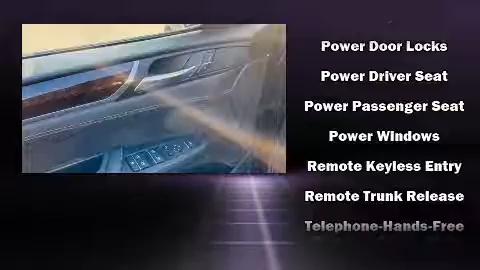 Power Door Locks
Power Driver Seat
Power Passenger Seat
Power Windows
Remote Keyless Entry
Remote Trunk Release
Telephone-Hands-Free